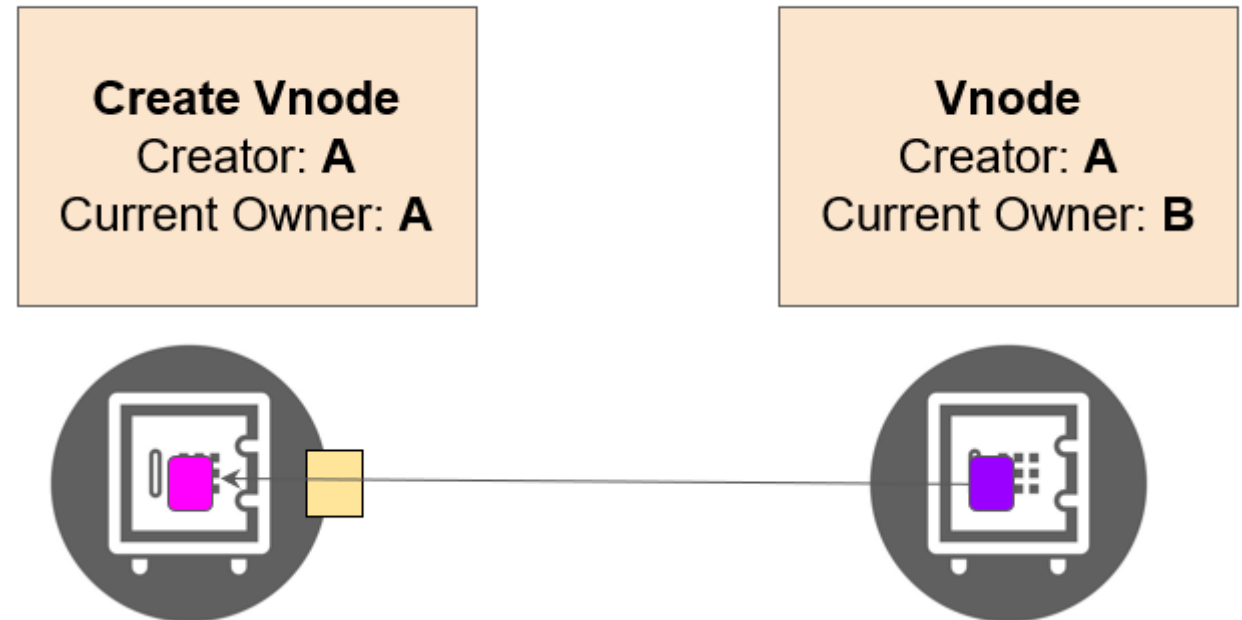 Create Vnode
Creator: A
Current Owner: A
Vnode
Creator: A
Current Owner: B